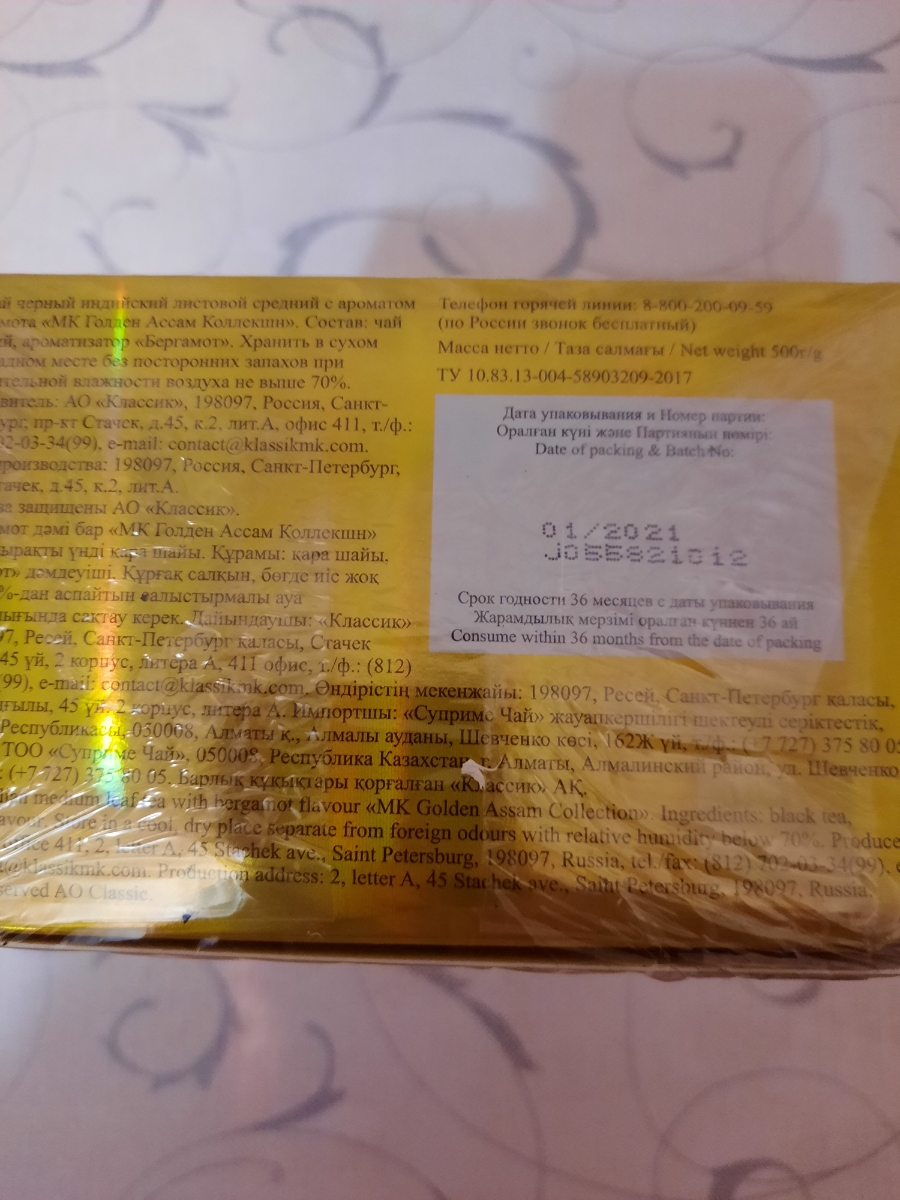 й черный индийский листовой средний с ароматом
мота «МК Голден Ассам Коллекшн». Состав: чай
й, ароматизатор «Бергамот». Хранить в сухом
адном месте без посторонних запахов при
тельной влажности воздуха не выше 70%.
витель: АО «Классик», 198097, Россия, Санкт-
ург, пр-кт Стачек, д.45, к.2, лит.А, офис 411, т./ф.:
02-03-34(99), e-mail: contact@klassikmk.com.
производства: 198097, Россия, Санкт-Петербург,
тачек, д.45, к.2, лит.А.
ва защищены АО «Классик».
мот дәмі бар «МК Голден Ассам Коллекшн»
ырақты үнді қара шайы. Құрамы: қара шайы,
от» дәмдеуіші. Құрғақ салқын, бөгде иіс жоқ
%-дан аспайтын салыстырмалы ауа
лығында сақтау керек. Дайындаушы: «Классик»
7, Ресей, Санкт-Петербург қаласы, Стачек
45 үй, 2 корпус, литера А, 411 офис, т./ф.: (812)
(99), e-mail: contact@klassikmk.com, Өндірістің мекенжайы: 198097, Ресей, Санкт-Петербург қаласы,
ңғылы, 45 үй, 2 корпус, литера А. Импортшы: «Суприме Чай» жауапкершілігі шектеулі серіктестік,
Республикасы, 030008, Алматы қ., Алмалы ауданы, Шевченко көсі, 162Ж үй, т./ф.: (+7 727) 375 80 05
ТОО «Суприме Чай», 050008, Республика Казахстан, г. Алматы, Алмалинский район, ул. Шевченко
: (+7 727) 375 80 05. Барлық құқықтары қорғалған «Классик» АҚ.
medium leaf tea with bergamot flavour «MK Golden Assam Collection». Ingredients: black tea,
avour. Store in a cool, dry place separate from foreign odours with relative humidity below 70%. Produce
office 411, 2, letter A, 45 Stachek ave., Saint Petersburg, 198097, Russia, tel./fax: (812) 702-03-34(99),
@klassikmk.com. Production address: 2, letter A, 45 Stachek ave., Saint Petersburg, 198097, Russia.
served AO Classic.
Телефон горячей линии: 8-800-200-09-59
(по России звонок бесплатный)
Масса нетто / Таза салмағы / Net weight 500г/g
ТУ 10.83.13-004-58903209-2017
Дата упаковывания и Номер партии:
Оралған күні және Партияның нөмірі:
Date of packing & Batch No:
01/2021
J055821012
Срок годности 36 месяцев с даты упаковывания
Жарамдылық мерзімі оралған күннен 36 ай
Consume within 36 months from the date of packing